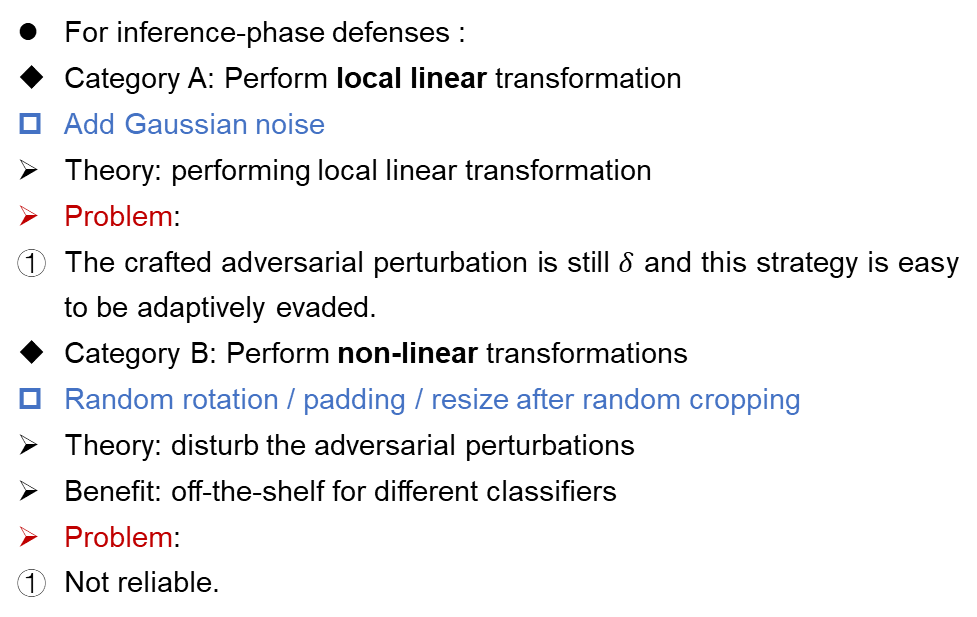 ● For inference-phase defenses :
◆ Category A: Perform local linear transformation
☐ Add Gaussian noise
➢ Theory: performing local linear transformation
➢ Problem:
① The crafted adversarial perturbation is still δ and this strategy is easy
to be adaptively evaded.
◆ Category B: Perform non-linear transformations
☐ Random rotation / padding / resize after random cropping
➢ Theory: disturb the adversarial perturbations
➢ Benefit: off-the-shelf for different classifiers
➢ Problem:
① Not reliable.